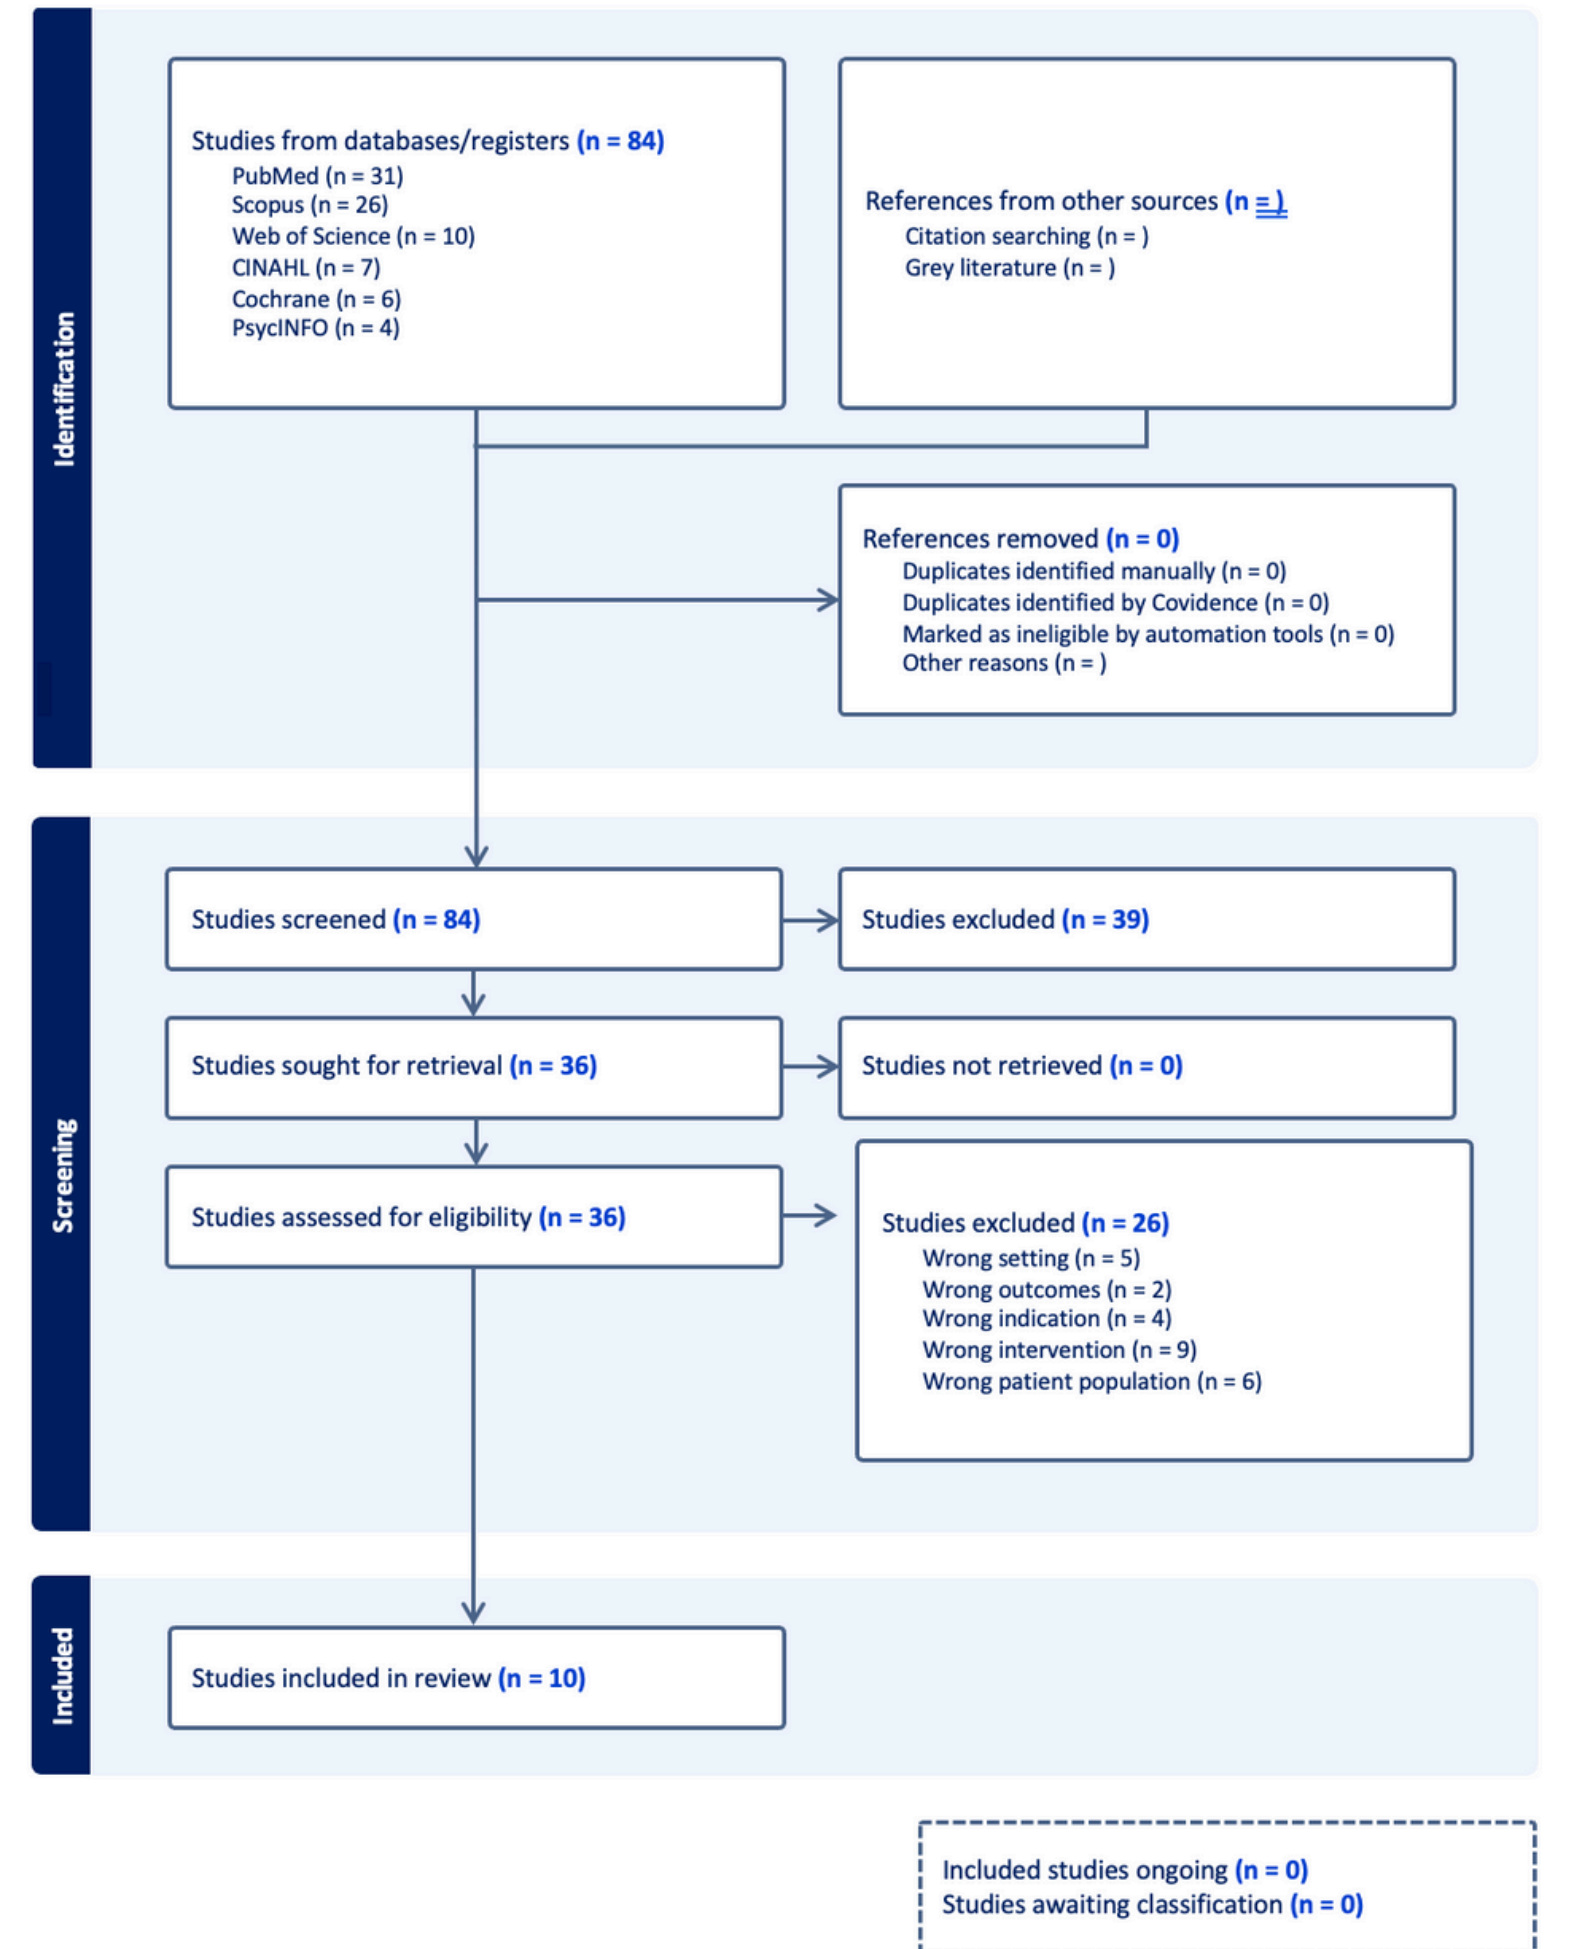 Identification
Studies from databases/registers (n = 84)
PubMed (n = 31)
Scopus (n = 26)
Web of Science (n = 10)
CINAHL (n = 7)
Cochrane (n = 6)
PsycINFO (n = 4)
References from other sources (n = )
Citation searching (n = )
Grey literature (n = )
References removed (n = 0)
Duplicates identified manually (n = 0)
Duplicates identified by Covidence (n = 0)
Marked as ineligible by automation tools (n = 0)
Other reasons (n = )
Screening
Studies screened (n = 84)
Studies excluded (n = 39)
Studies sought for retrieval (n = 36)
Studies not retrieved (n = 0)
Studies assessed for eligibility (n = 36)
Studies excluded (n = 26)
Wrong setting (n = 5)
Wrong outcomes (n = 2)
Wrong indication (n = 4)
Wrong intervention (n = 9)
Wrong patient population (n = 6)
Included
Studies included in review (n = 10)
Included studies ongoing (n = 0)
Studies awaiting classification (n = 0)